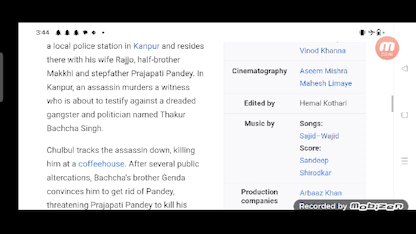 3:44
a local police station in Kanpur and resides
there with his wife Rajjo, half-brother
Makkhi and stepfather Prajapati Pandey. In
Kanpur, an assassin murders a witness
who is about to testify against a dreaded
gangster and politician named Thakur
Bachcha Singh.
Chulbul tracks the assassin down, killing
him at a coffeehouse. After several public
altercations, Bachcha's brother Genda
convinces him to get rid of Pandey,
threatening Prajapati Pandey to kill his
Vinod Khanna
Cinematography
Aseem Mishra
Mahesh Limaye
Edited by
Hemal Kothari
Music by
Songs:
Sajid–Wajid
Score:
Sandeep
Shirodkar
Production
companies
Arbaaz Khan
Recorded by Mobizen